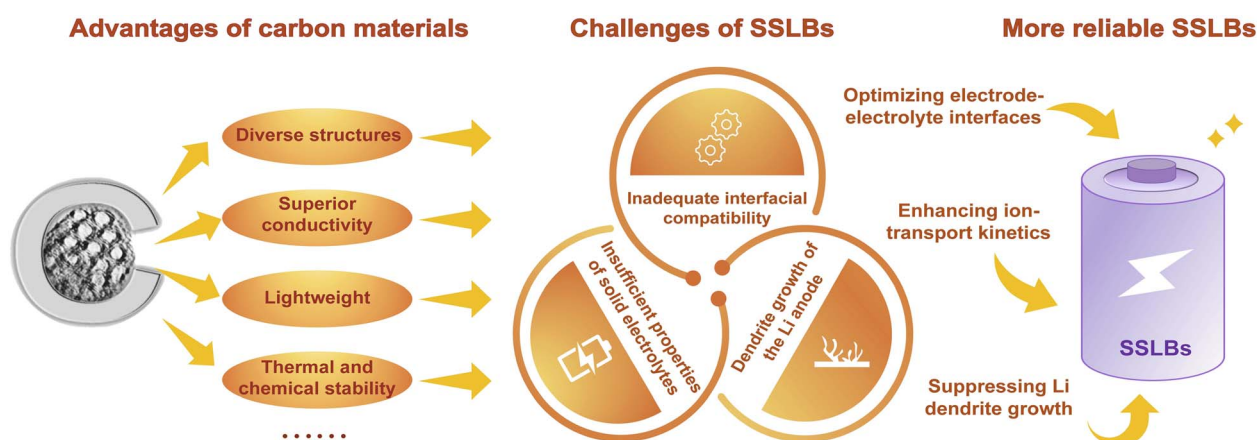 Advantages of carbon materials
Diverse structures
Superior
conductivity
Lightweight
Thermal and
chemical stability
......
Challenges of SSLBs
Inadequate interfacial
compatibility
Insufficient properties
of solid electrolytes
Dendrite growth of
the Li anode
More reliable SSLBs
Optimizing electrode-
electrolyte interfaces
Enhancing ion-
transport kinetics
Suppressing Li
dendrite growth
SSLBs